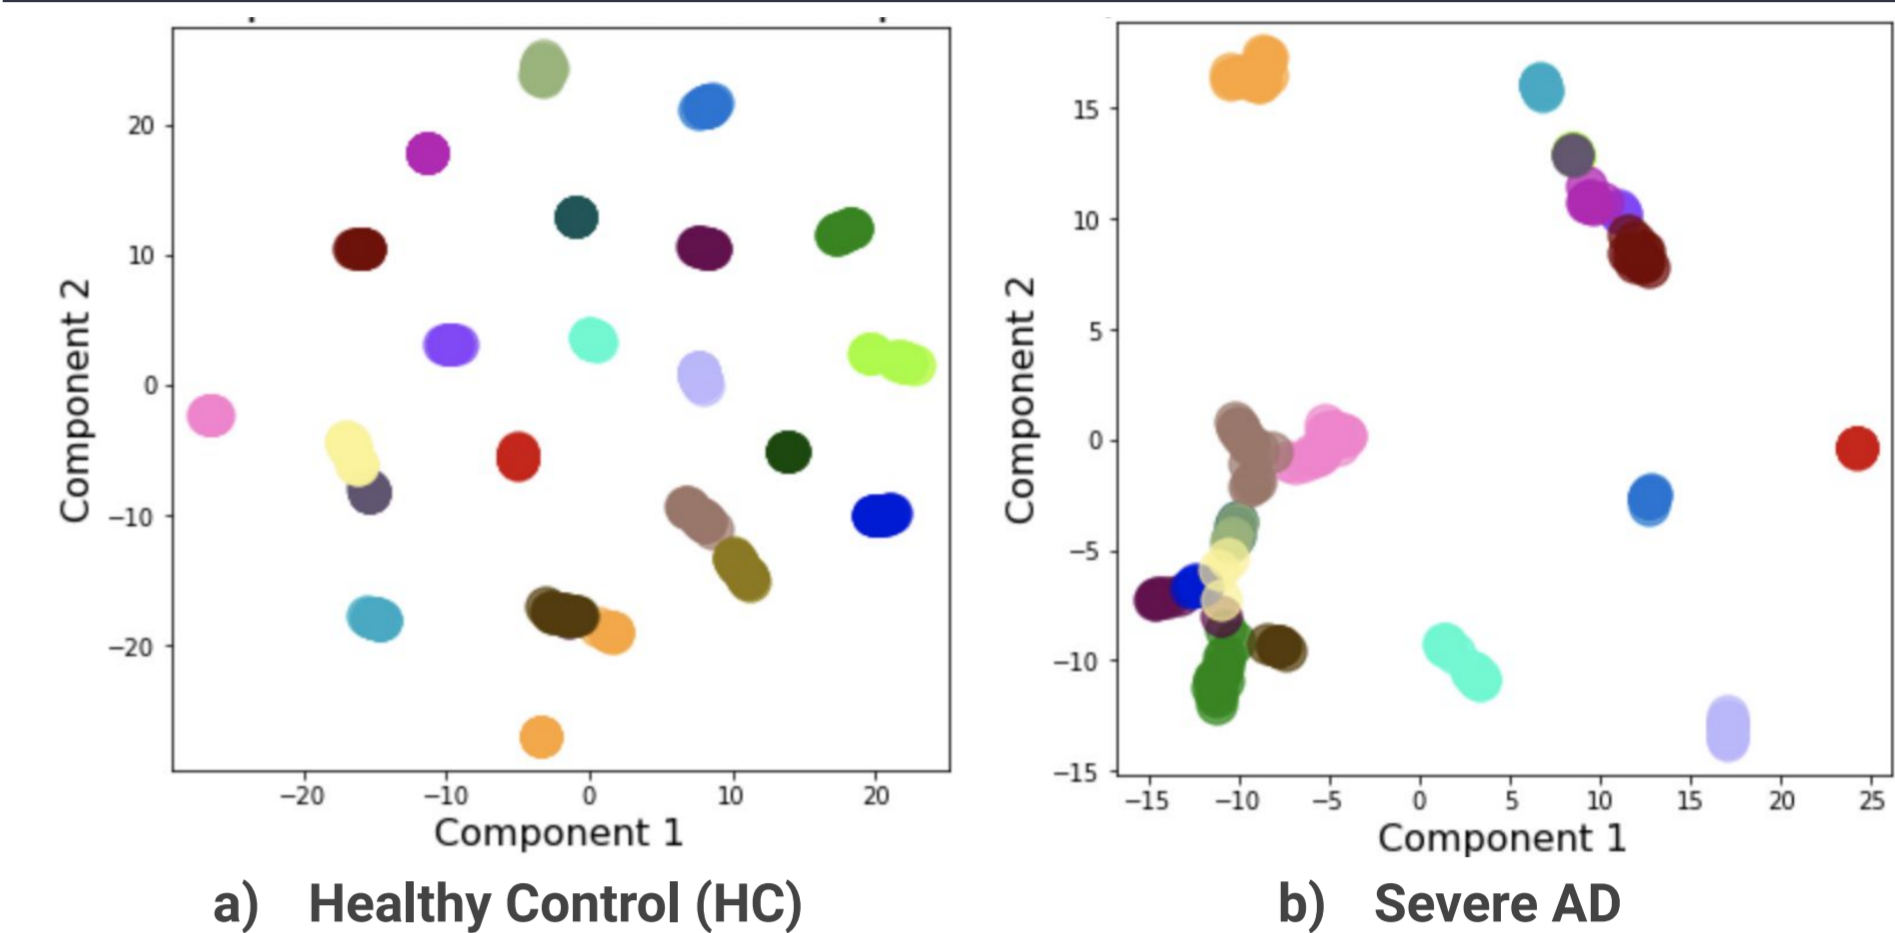 20
10
0
−10
−20
Component 2
−20 −10 0 10 20
Component 1
a) Healthy Control (HC)
15
10
5
0
−5
−10
−15
Component 2
−15 −10 −5 0 5 10 15 20 25
Component 1
b) Severe AD